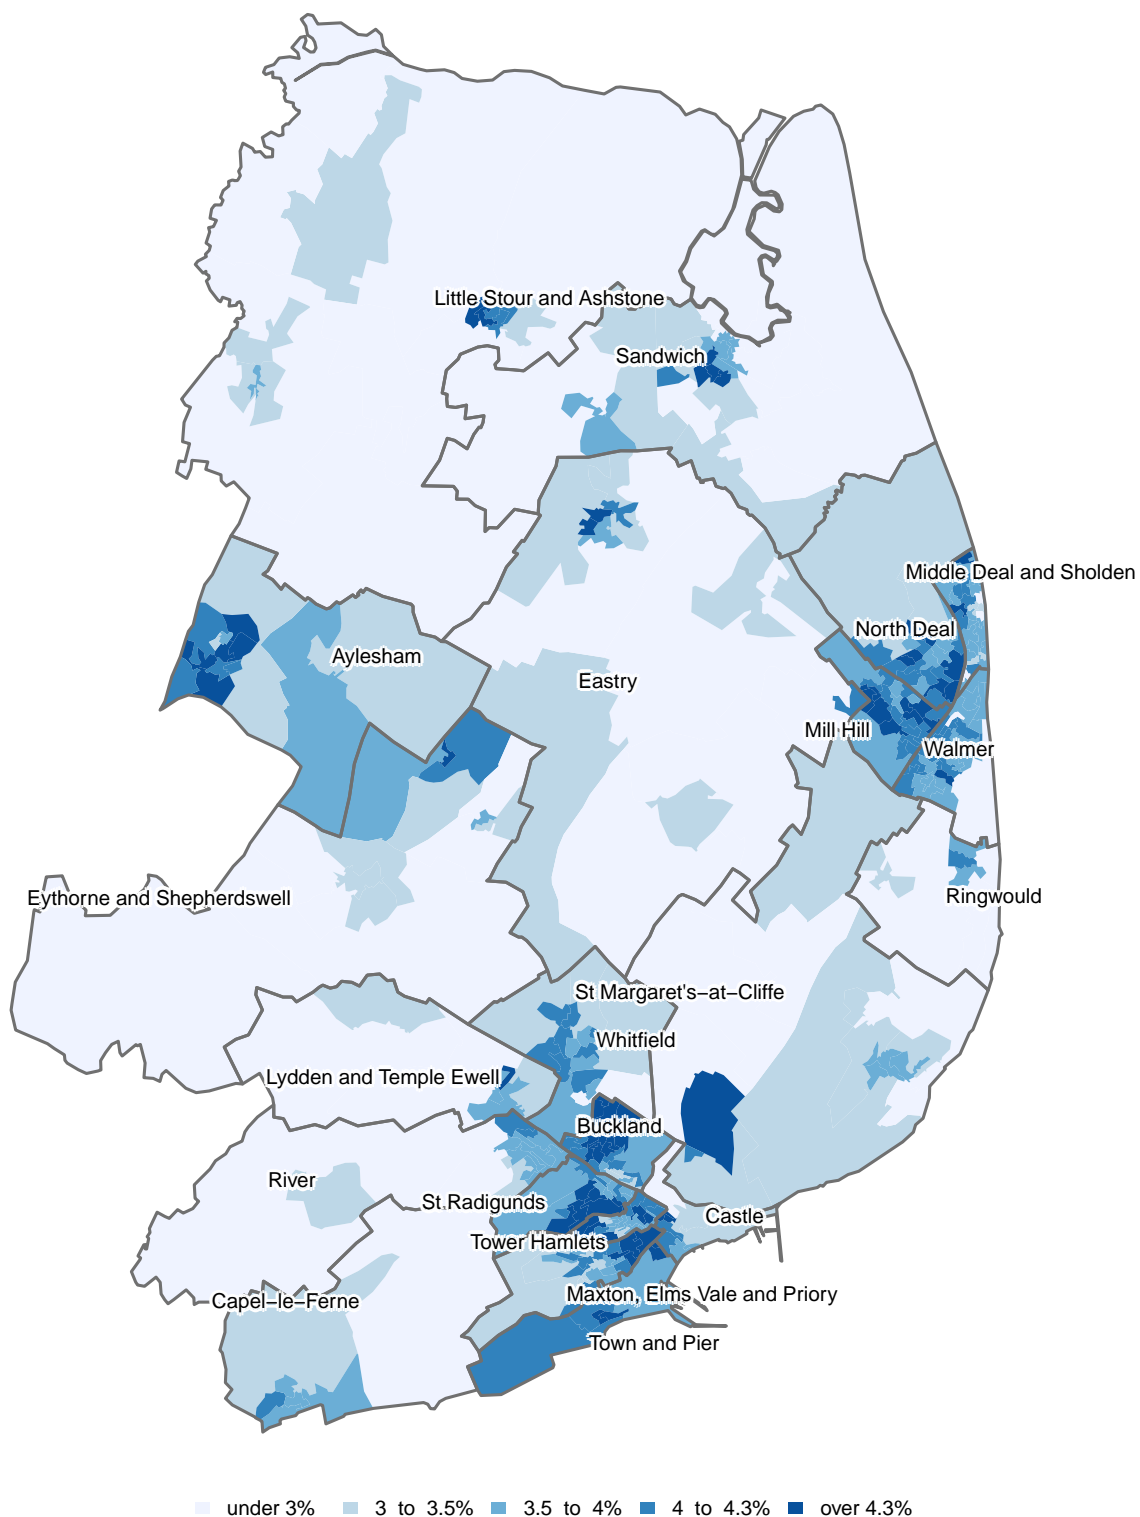 Little Stour and Ashstone
Sandwich
Middle Deal and Sholden
North Deal
Aylesham
Eastry
Mill Hill
Walmer
Eythorne and Shepherdswell
Ringwould
St Margaret's−at−Cliffe
Whitfield
Lydden and Temple Ewell
Buckland
River
St Radigunds
Castle
Tower Hamlets
Maxton, Elms Vale and Priory
Capel−le−Ferne
Town and Pier
under 3% 3 to 3.5% 3.5 to 4% 4 to 4.3% over 4.3%